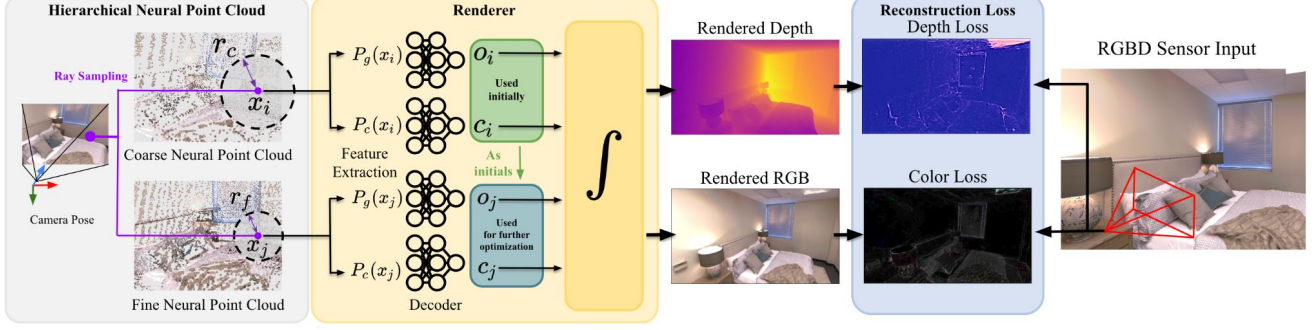 Hierarchical Neural Point Cloud
Ray Sampling
r_c
x_i
Coarse Neural Point Cloud
Camera Pose
r_f
x_j
Fine Neural Point Cloud
Renderer
P_g(x_i)
P_c(x_i)
Feature
Extraction
P_g(x_j)
P_c(x_j)
Decoder
o_i
Used
initially
c_i
As
initials
o_j
Used
for further
optimization
c_j
∫
Rendered Depth
Rendered RGB
Reconstruction Loss
Depth Loss
Color Loss
RGBD Sensor Input